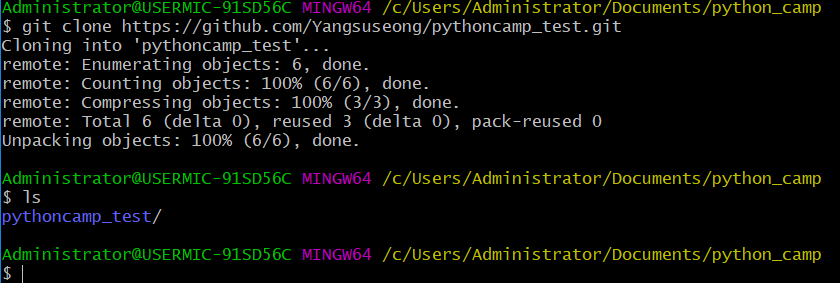 Administrator@USERMIC-91SD56C MINGW64 /c/Users/Administrator/Documents/python_camp
$ git clone https://github.com/Yangsuseong/pythoncamp_test.git
Cloning into 'pythoncamp_test'...
remote: Enumerating objects: 6, done.
remote: Counting objects: 100% (6/6), done.
remote: Compressing objects: 100% (3/3), done.
remote: Total 6 (delta 0), reused 3 (delta 0), pack-reused 0
Unpacking objects: 100% (6/6), done.
Administrator@USERMIC-91SD56C MINGW64 /c/Users/Administrator/Documents/python_camp
$ ls
pythoncamp_test/
Administrator@USERMIC-91SD56C MINGW64 /c/Users/Administrator/Documents/python_camp
$